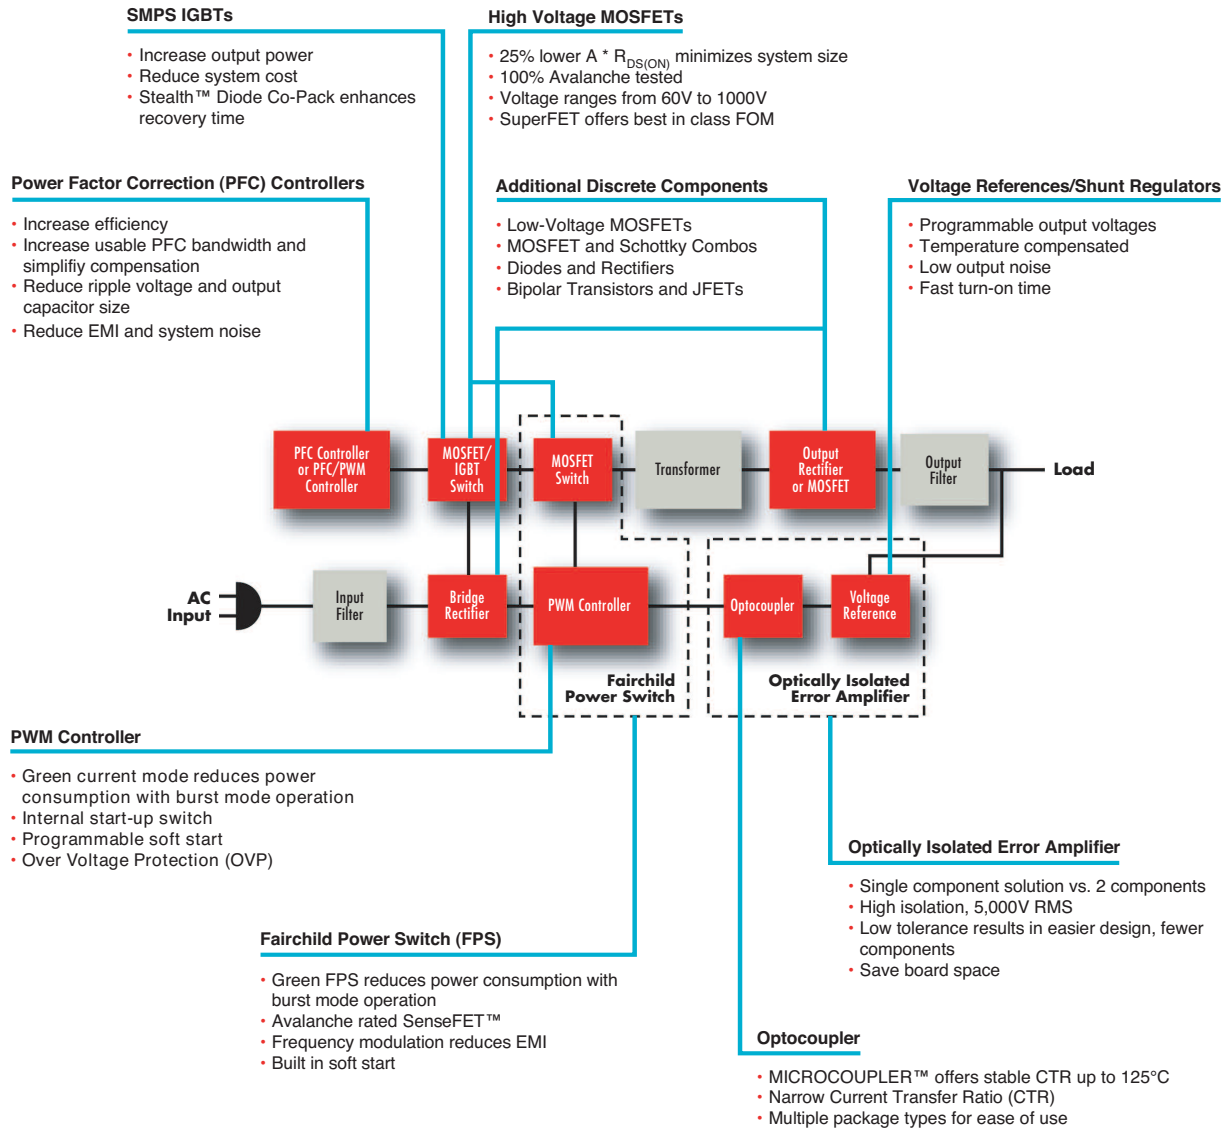 SMPS IGBTs
• Increase output power
• Reduce system cost
• Stealth™ Diode Co-Pack enhances
recovery time
High Voltage MOSFETs
• 25% lower A * RDS(ON) minimizes system size
• 100% Avalanche tested
• Voltage ranges from 60V to 1000V
• SuperFET offers best in class FOM
Power Factor Correction (PFC) Controllers
• Increase efficiency
• Increase usable PFC bandwidth and
simplifiy compensation
• Reduce ripple voltage and output
capacitor size
• Reduce EMI and system noise
Additional Discrete Components
• Low-Voltage MOSFETs
• MOSFET and Schottky Combos
• Diodes and Rectifiers
• Bipolar Transistors and JFETs
Voltage References/Shunt Regulators
• Programmable output voltages
• Temperature compensated
• Low output noise
• Fast turn-on time
PFC Controller
or PFC/PWM
Controller
MOSFET/
IGBT
Switch
MOSFET
Switch
Transformer
Output
Rectifier
or MOSFET
Output
Filter
Load
AC
Input
Input
Filter
Bridge
Rectifier
PWM Controller
Optocoupler
Voltage
Reference
Fairchild
Power Switch
Optically Isolated
Error Amplifier
PWM Controller
• Green current mode reduces power
consumption with burst mode operation
• Internal start-up switch
• Programmable soft start
• Over Voltage Protection (OVP)
Optically Isolated Error Amplifier
• Single component solution vs. 2 components
• High isolation, 5,000V RMS
• Low tolerance results in easier design, fewer
components
• Save board space
Fairchild Power Switch (FPS)
• Green FPS reduces power consumption with
burst mode operation
• Avalanche rated SenseFET™
• Frequency modulation reduces EMI
• Built in soft start
Optocoupler
• MICROCOUPLER™ offers stable CTR up to 125°C
• Narrow Current Transfer Ratio (CTR)
• Multiple package types for ease of use